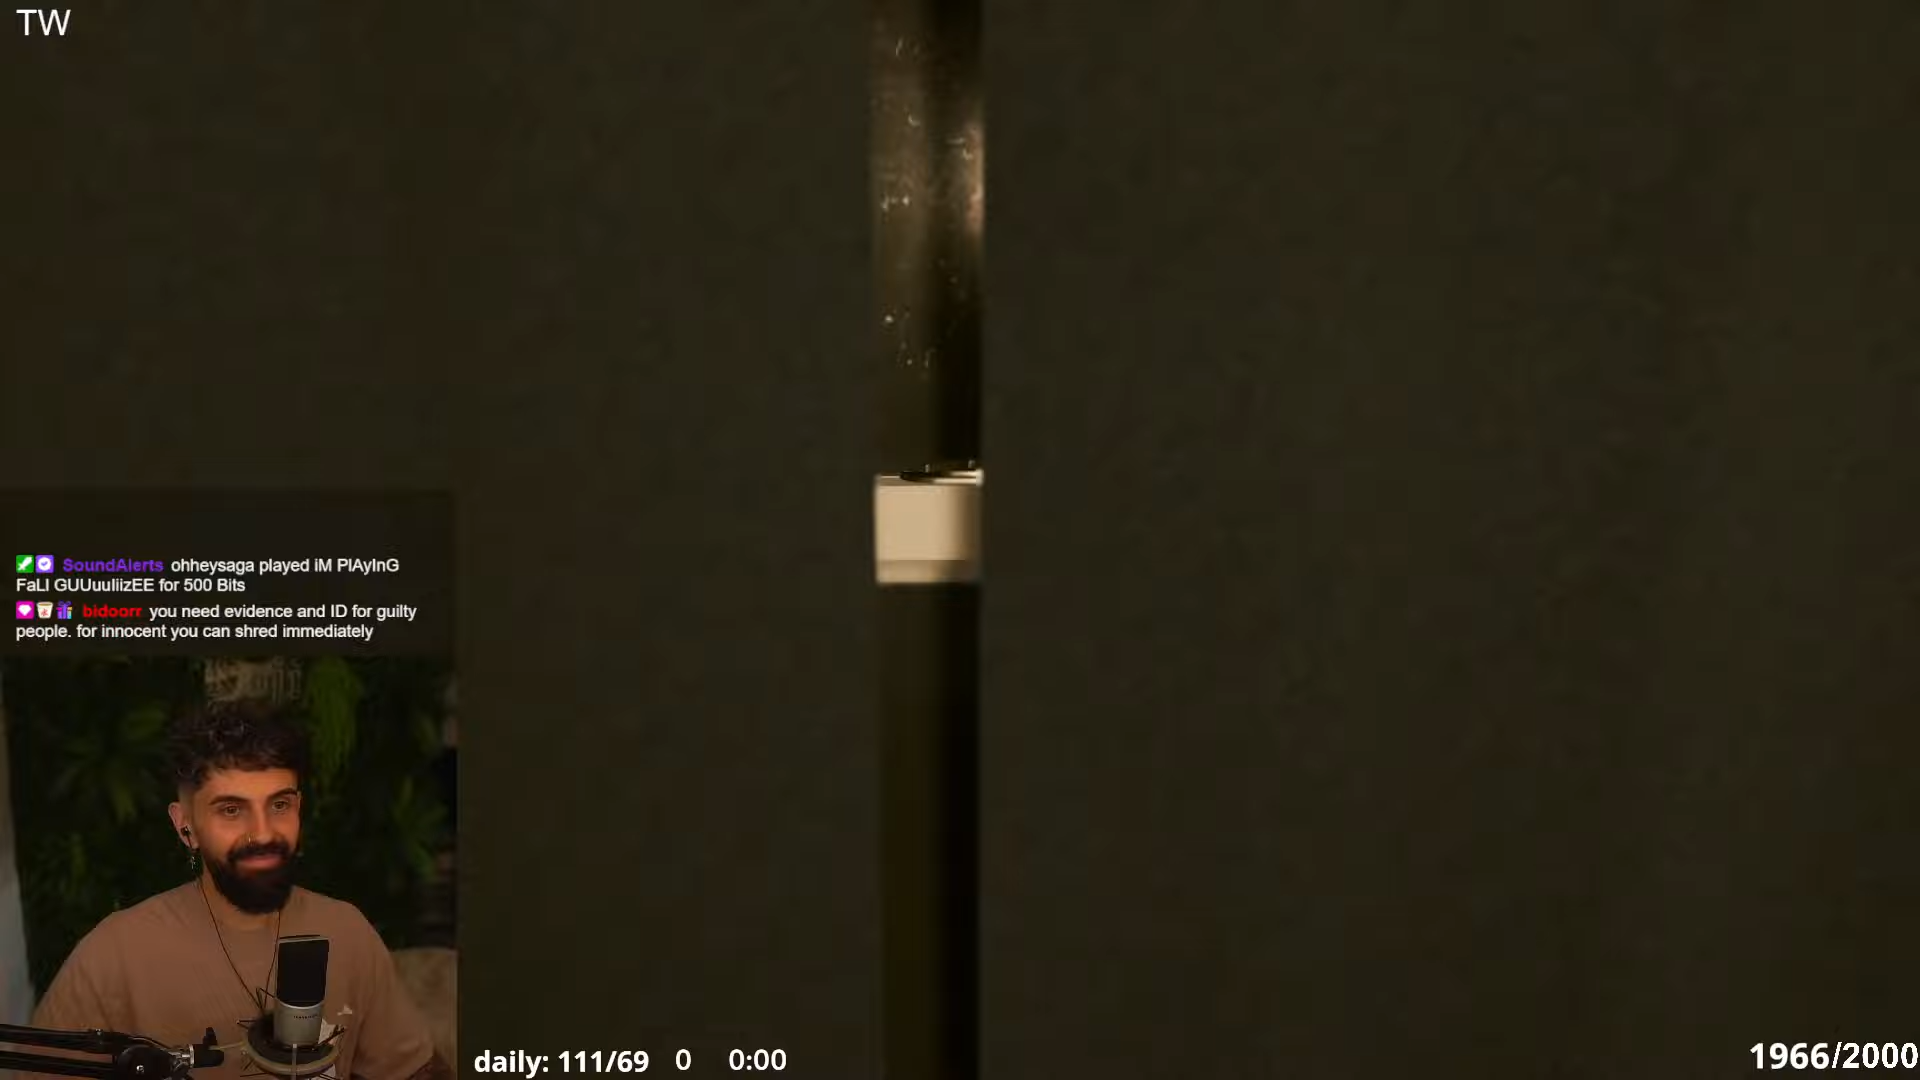 TW
SoundAlerts ohheysaga played iM PlAyInG
FaLl GUUuuIiizEE for 500 Bits
bidoorr you need evidence and ID for guilty
people. for innocent you can shred immediately
daily: 111/69 0 0:00
1966/2000